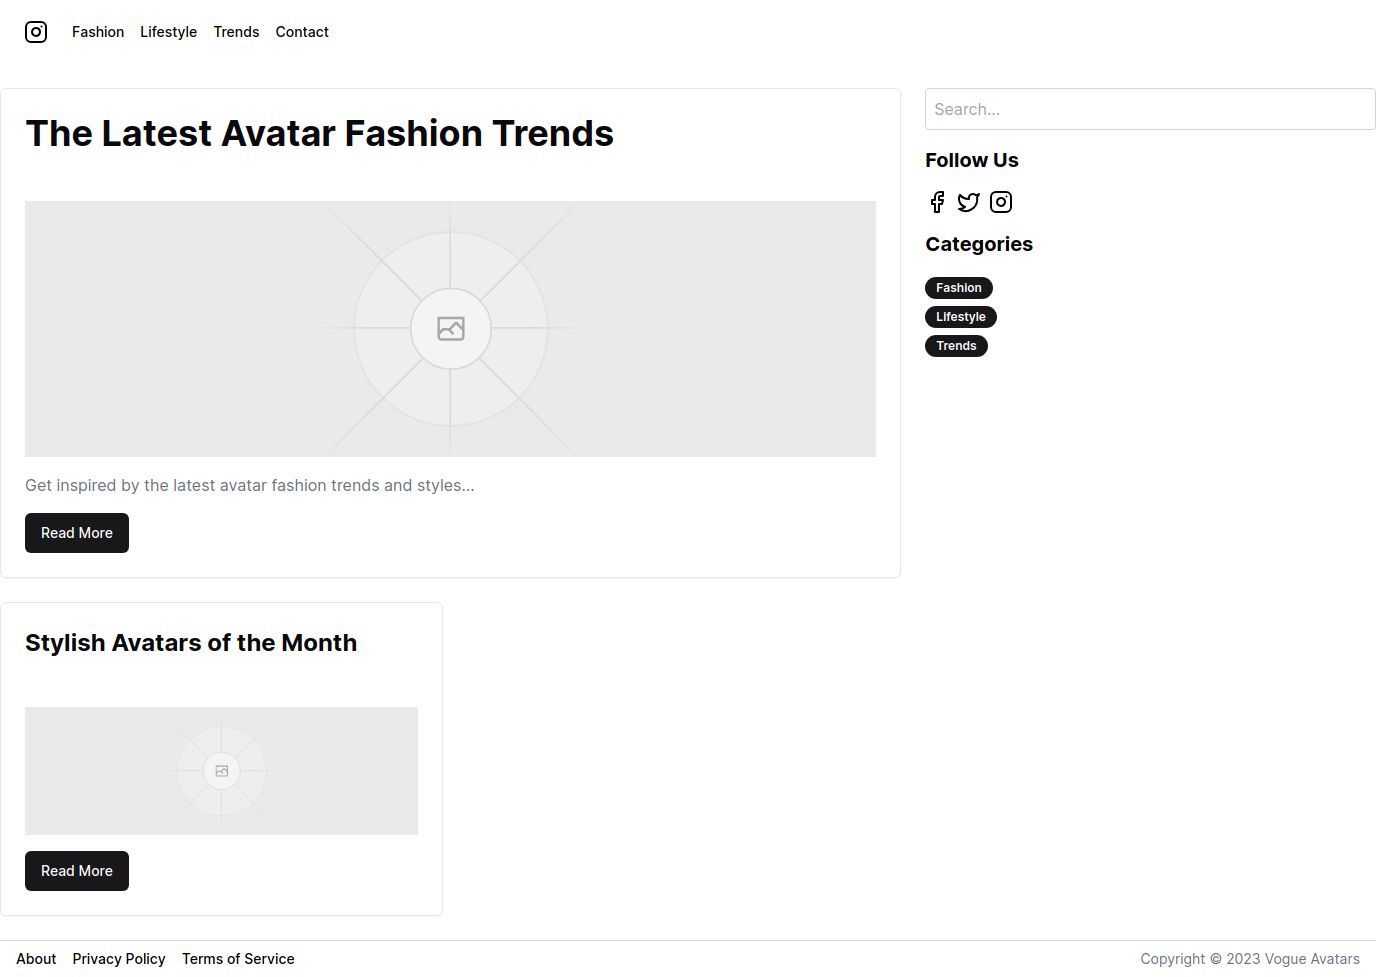 Fashion Lifestyle Trends Contact
The Latest Avatar Fashion Trends
Get inspired by the latest avatar fashion trends and styles...
Read More
Stylish Avatars of the Month
Read More
Search...
Follow Us
Categories
Fashion
Lifestyle
Trends
About Privacy Policy Terms of Service
Copyright © 2023 Vogue Avatars